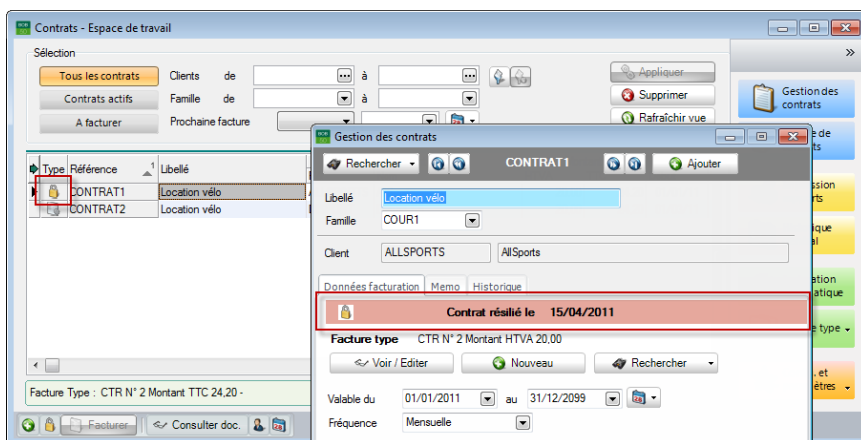 Contrats - Espace de travail
Sélection
Tous les contrats Clients de à Appliquer
Contrats actifs Famille de à Supprimer
A facturer Prochaine facture Rafraîchir vue
»
Gestion des
contrats
Type Référence 1 Libellé
CONTRAT1 Location vélo
CONTRAT2 Location vélo
Facture Type : CTR N° 2 Montant TTC 24,20 -
Facturer Consulter doc.
Gestion des contrats
Rechercher CONTRAT1 Ajouter
Libellé Location vélo
Famille COUR1
Client ALLSPORTS AllSports
Données facturation Memo Historique
Contrat résilié le 15/04/2011
Facture type CTR N° 2 Montant HTVA 20,00
Voir / Editer Nouveau Rechercher
Valable du 01/01/2011 au 31/12/2099
Fréquence Mensuelle
de
type
et